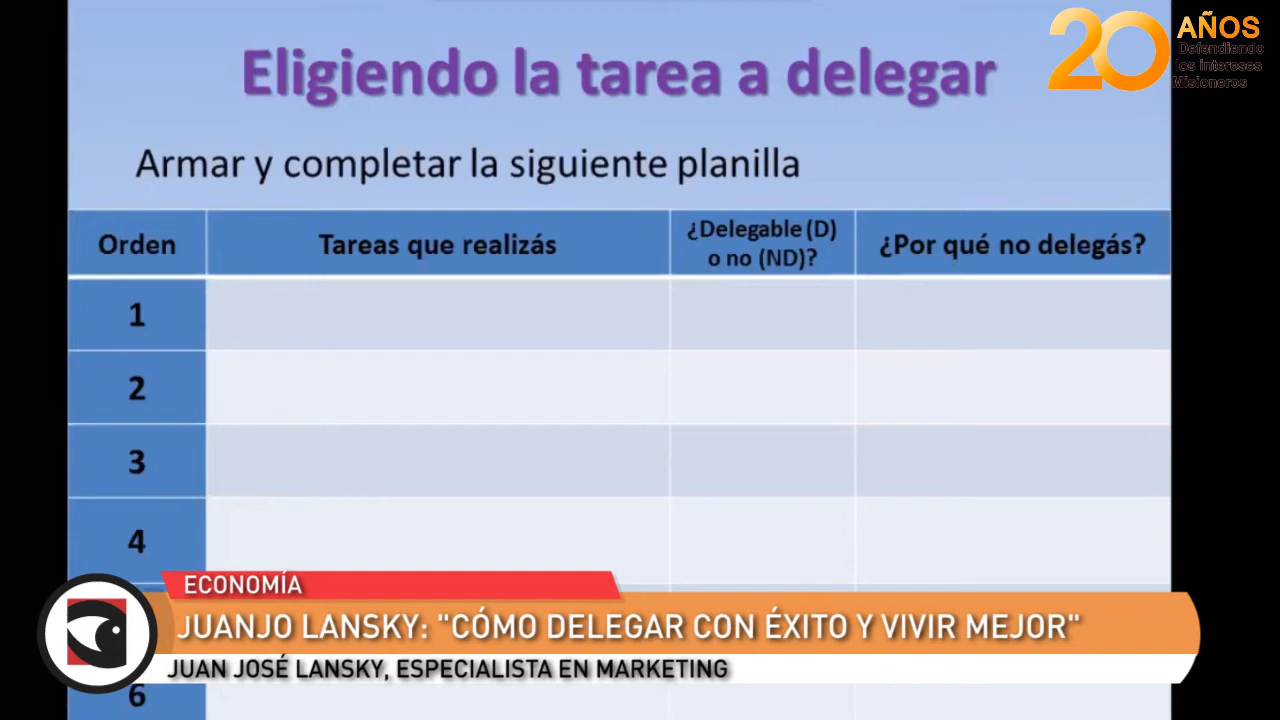 Eligiendo la tarea a delegar
20 AÑOS
Defendiendo
los intereses
Misioneros
Armar y completar la siguiente planilla
Orden
Tareas que realizás
¿Delegable (D)
o no (ND)?
¿Por qué no delegás?
1
2
3
4
ECONOMÍA
JUANJO LANSKY: "CÓMO DELEGAR CON ÉXITO Y VIVIR MEJOR"
JUAN JOSÉ LANSKY, ESPECIALISTA EN MARKETING
6